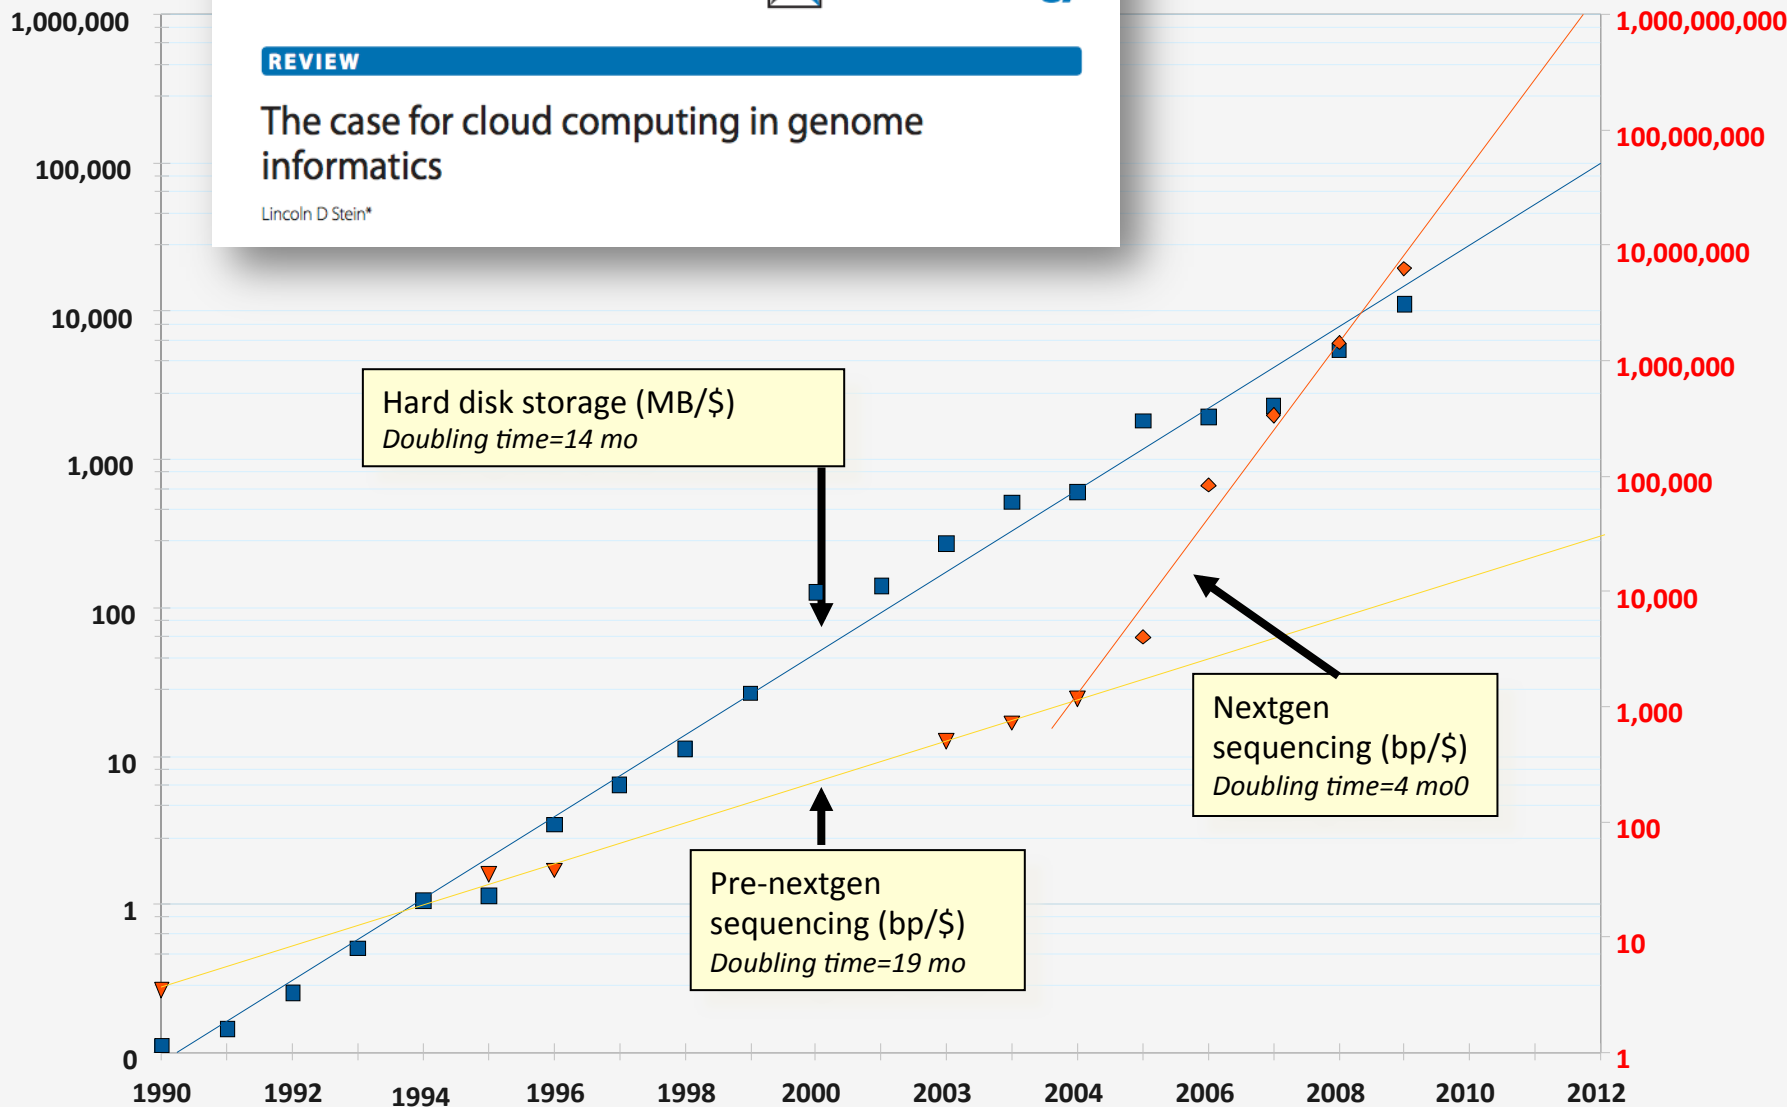 REVIEW
The case for cloud computing in genome
informatics
Lincoln D Stein*
1,000,000
100,000
10,000
1,000
100
10
1
0
1,000,000,000
100,000,000
10,000,000
1,000,000
100,000
10,000
1,000
100
10
1
Hard disk storage (MB/$)
Doubling time=14 mo
Nextgen
sequencing (bp/$)
Doubling time=4 mo0
Pre-nextgen
sequencing (bp/$)
Doubling time=19 mo
1990 1992 1994 1996 1998 2000 2003 2004 2006 2008 2010 2012